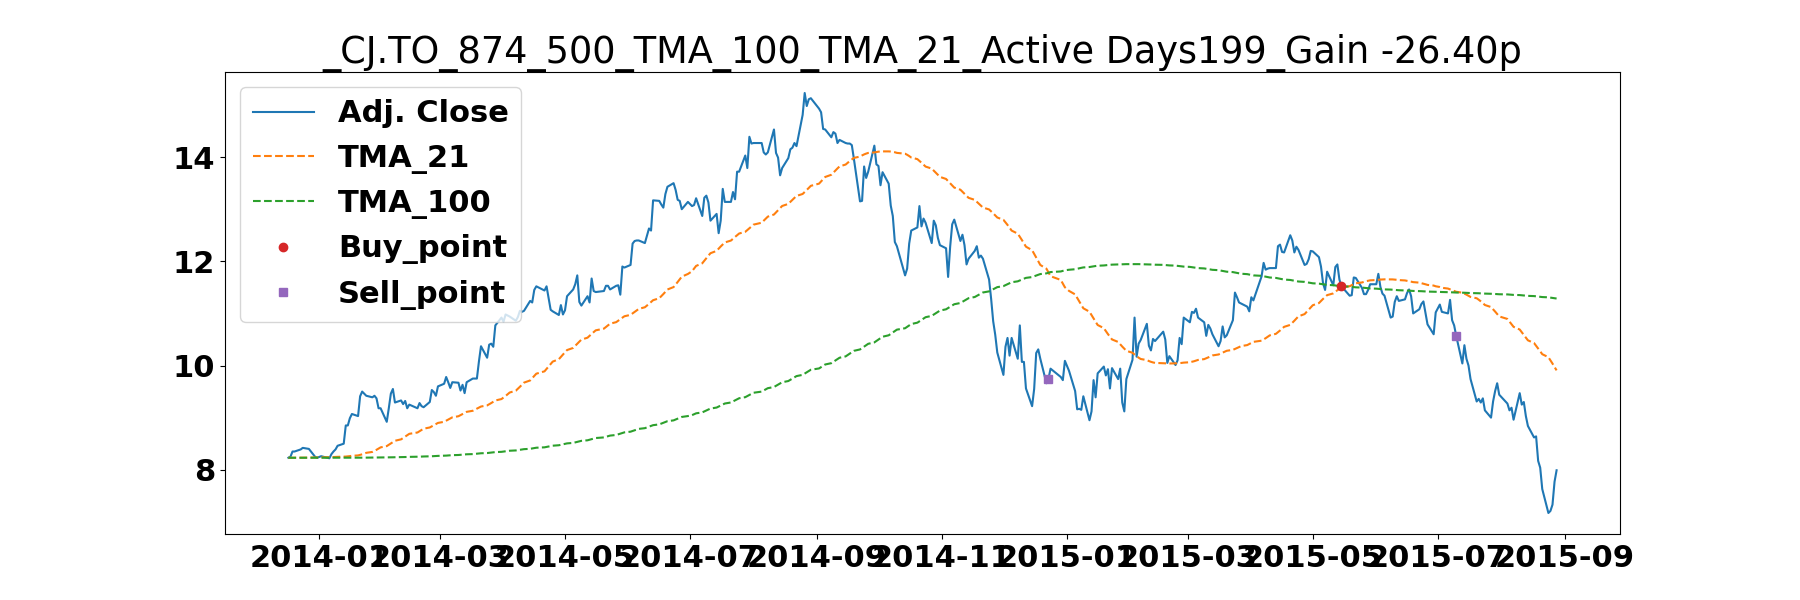 _CJ.TO_874_500_TMA_100_TMA_21_Active Days199_Gain -26.40p
Adj. Close
TMA_21
TMA_100
Buy_point
Sell_point
14
12
10
8
2014-01 2014-03 2014-05 2014-07 2014-09 2014-11 2015-01 2015-03 2015-05 2015-07 2015-09